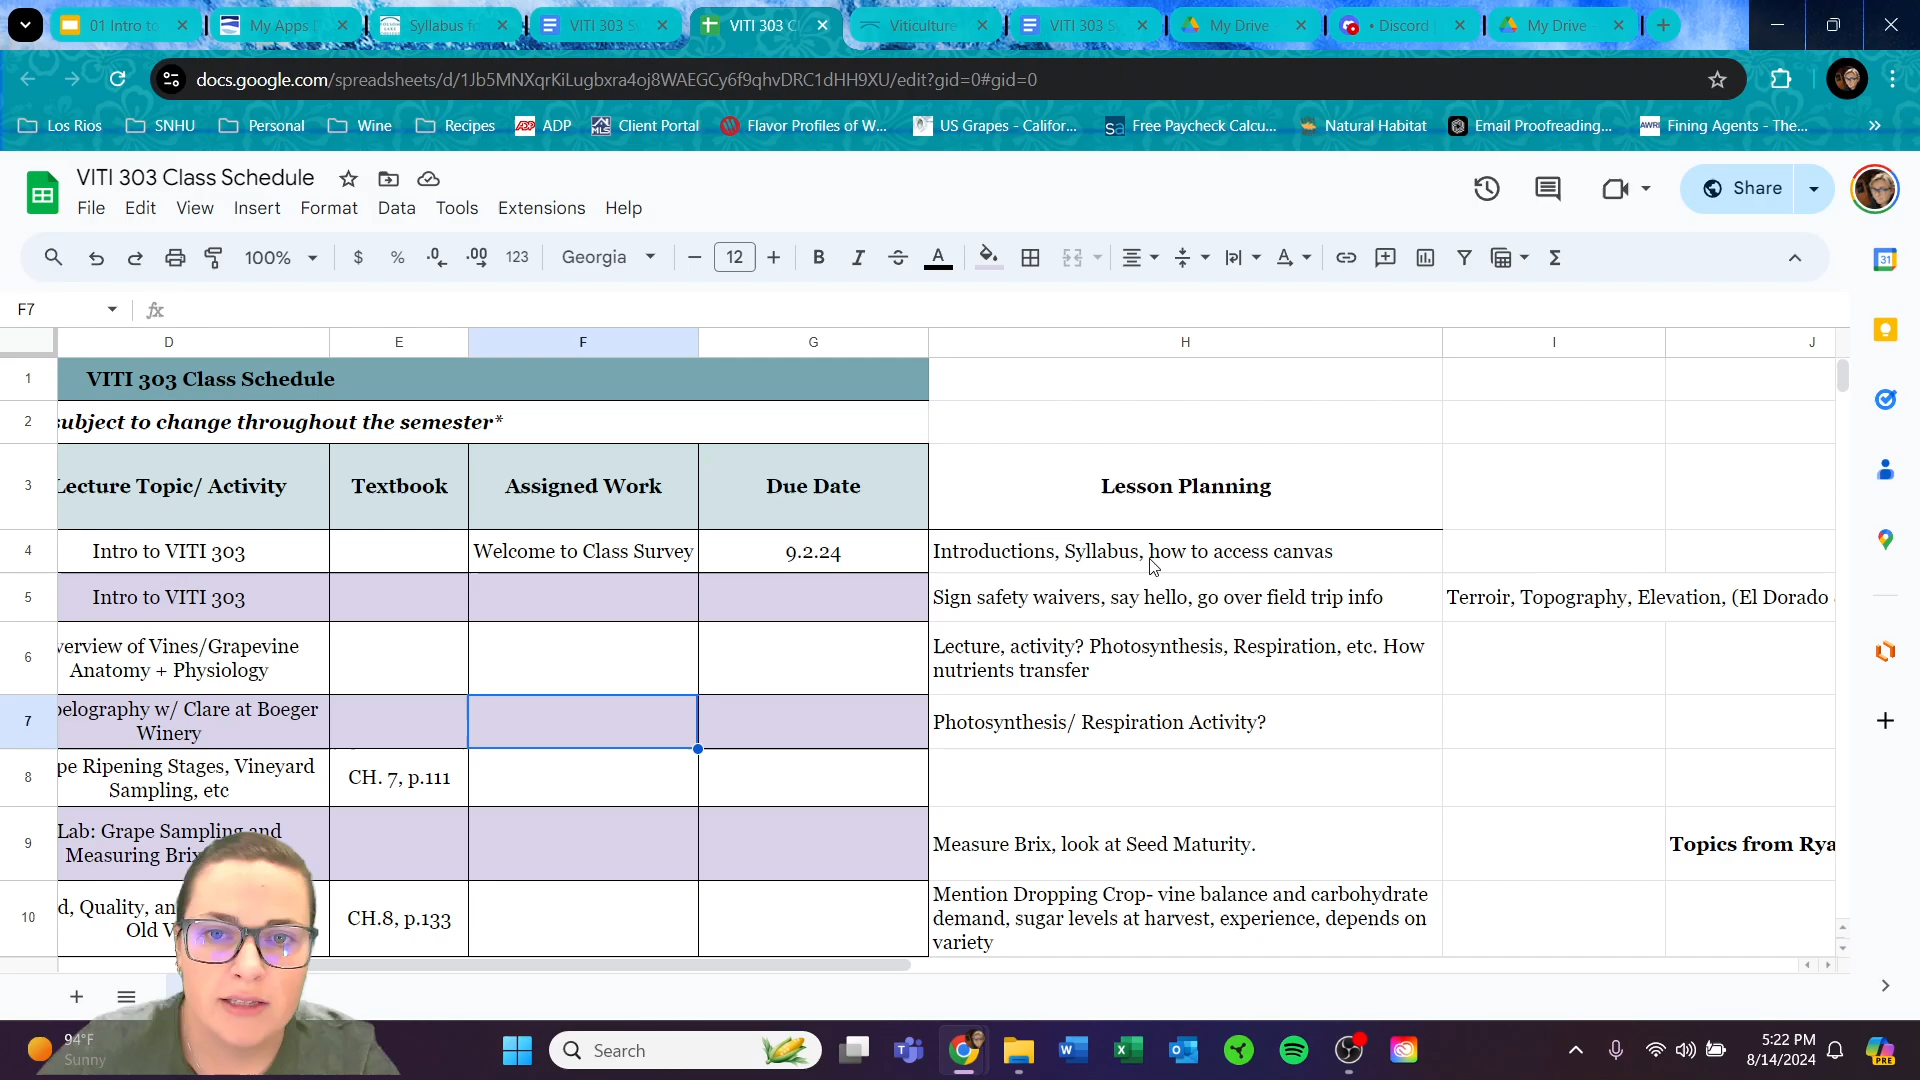 01 Intro to
My Apps D
Syllabus fo
VITI 303 Sy
VITI 303 Cl
Viticulture
VITI 303 S
My Drive
• Discord
My Drive
docs.google.com/spreadsheets/d/1Jb5MNXqrKiLugbxra4oj8WAEGCy6f9qhvDRC1dHH9XU/edit?gid=0#gid=0
Los Rios
SNHU
Personal
Wine
Recipes
ADP
Client Portal
Flavor Profiles of W...
US Grapes - Califor...
Free Paycheck Calcu...
Natural Habitat
Email Proofreading...
Fining Agents - The...
VITI 303 Class Schedule
Share
File Edit View Insert Format Data Tools Extensions Help
100% $ % .0 .00 123 Georgia 12 B I S A
31
F7
fx
D E F G H I J
1 VITI 303 Class Schedule
2 subject to change throughout the semester*
3 Lecture Topic/ Activity Textbook Assigned Work Due Date Lesson Planning
4 Intro to VITI 303 Welcome to Class Survey 9.2.24 Introductions, Syllabus, how to access canvas
5 Intro to VITI 303 Sign safety waivers, say hello, go over field trip info Terroir, Topography, Elevation, (El Dorado
6
verview of Vines/Grapevine
Anatomy + Physiology
Lecture, activity? Photosynthesis, Respiration, etc. How
nutrients transfer
7
pelography w/ Clare at Boeger
Winery
Photosynthesis/ Respiration Activity?
8
pe Ripening Stages, Vineyard
Sampling, etc
CH. 7, p.111
9
Lab: Grape Sampling and
Measuring Brix
Measure Brix, look at Seed Maturity.
Topics from Rya
10
d, Quality, an
Old V
CH.8, p.133
Mention Dropping Crop- vine balance and carbohydrate
demand, sugar levels at harvest, experience, depends on
variety
94°F
Sunny
Search
5:22 PM
8/14/2024
PRE